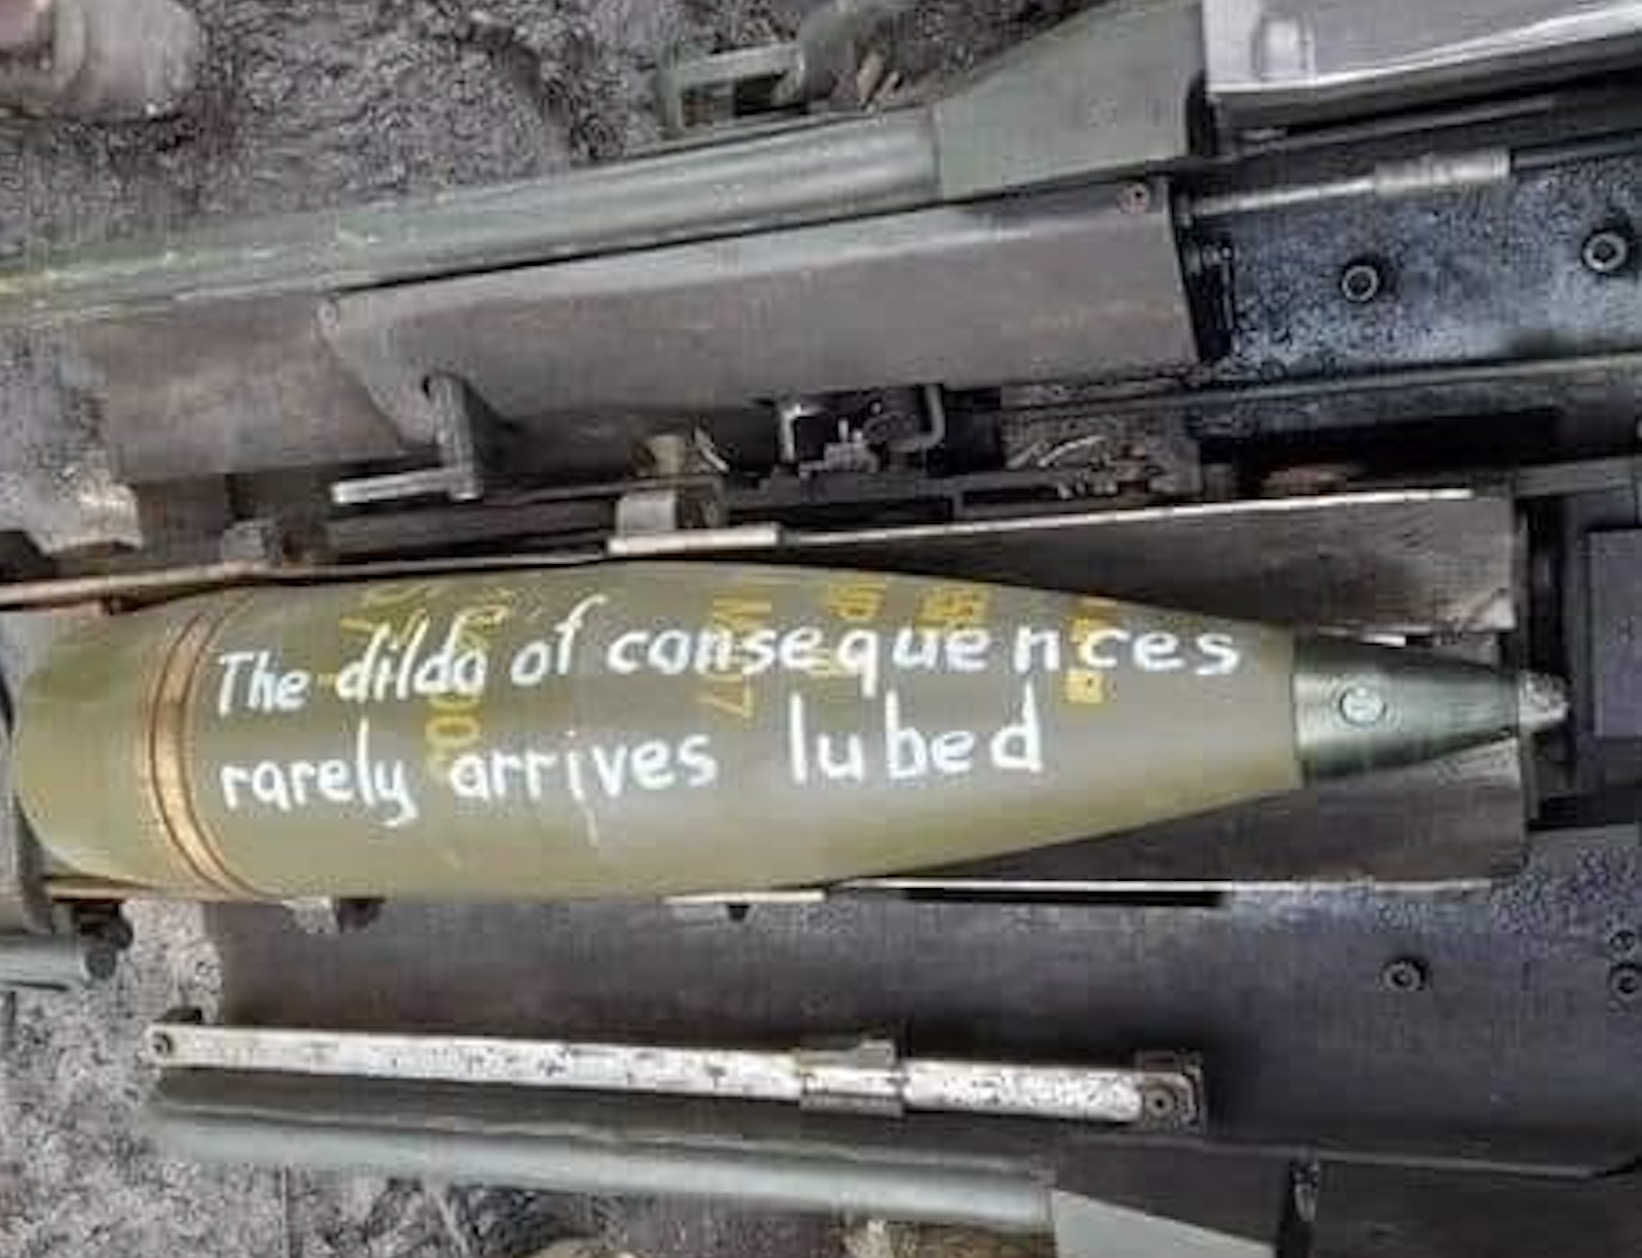 The dildo of consequences
rarely arrives lubed